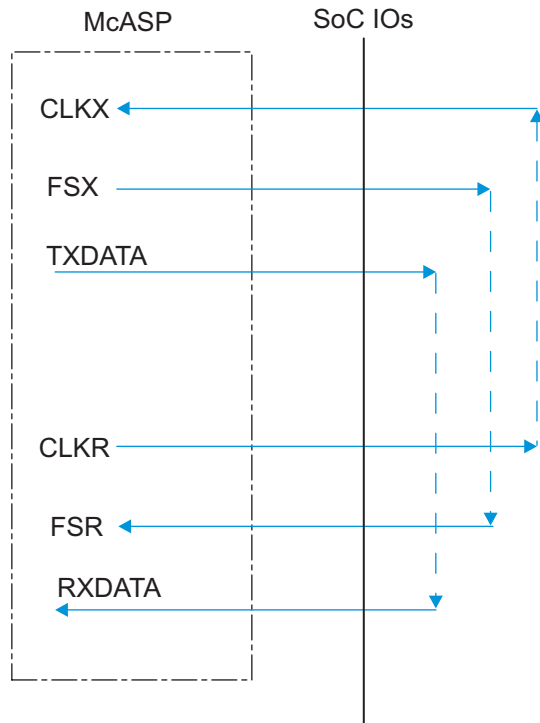 McASP
SoC IOs
CLKX
FSX
TXDATA
CLKR
FSR
RXDATA